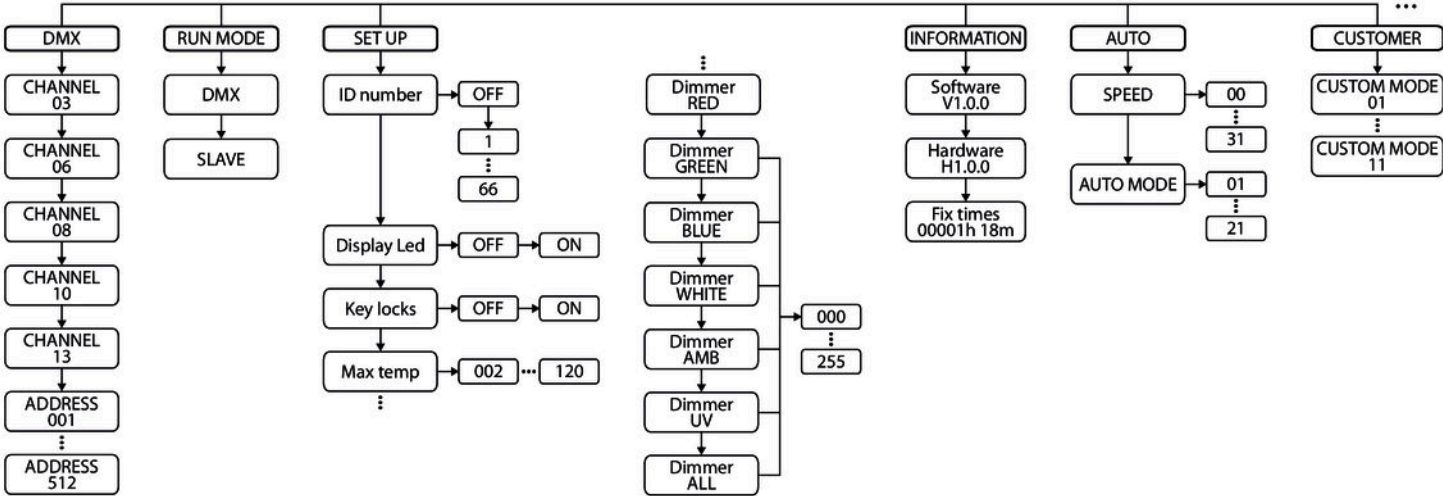 DMX
CHANNEL
03
CHANNEL
06
CHANNEL
08
CHANNEL
10
CHANNEL
13
ADDRESS
001
ADDRESS
512
RUN MODE
DMX
SLAVE
SET UP
ID number
OFF
1
66
Display Led
OFF
ON
Key locks
OFF
ON
Max temp
002
120
Dimmer
RED
Dimmer
GREEN
Dimmer
BLUE
Dimmer
WHITE
Dimmer
AMB
Dimmer
UV
Dimmer
ALL
000
255
INFORMATION
Software
V1.0.0
Hardware
H1.0.0
Fix times
00001h 18m
AUTO
SPEED
00
31
AUTO MODE
01
21
CUSTOMER
CUSTOM MODE
01
CUSTOM MODE
11